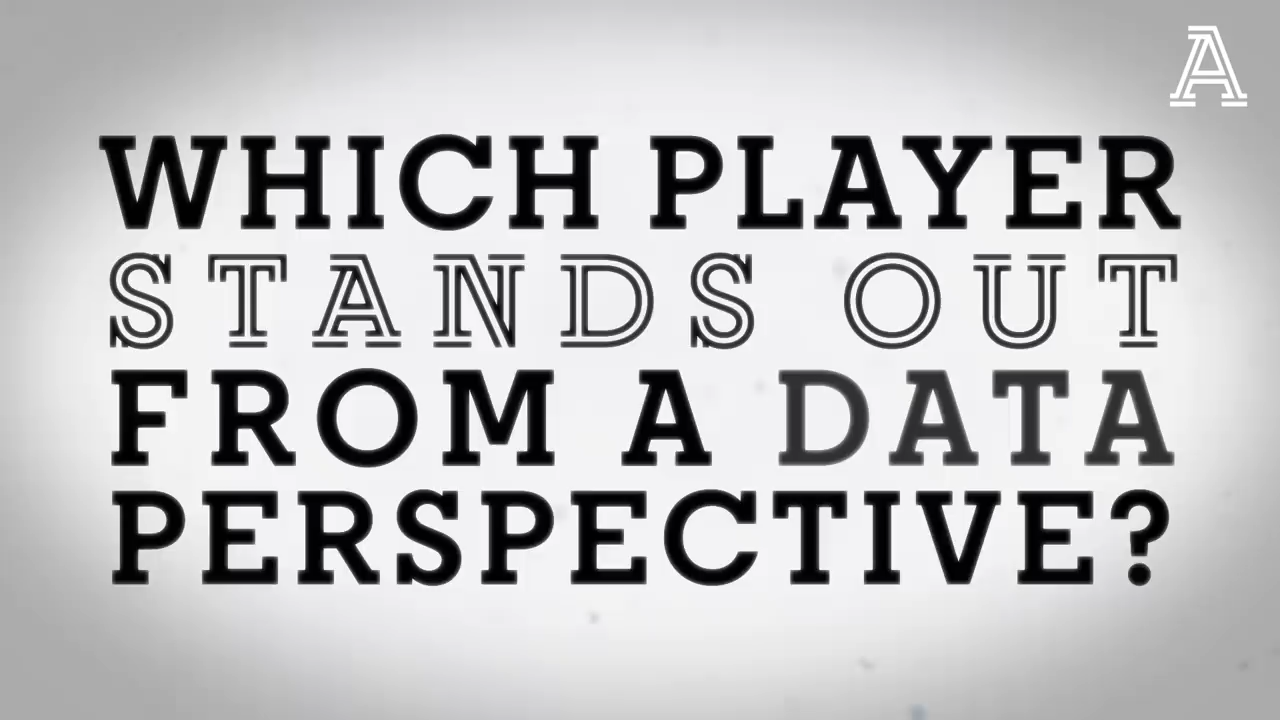 A
WHICH PLAYER
STANDS OUT
FROM A DATA
PERSPECTIVE?